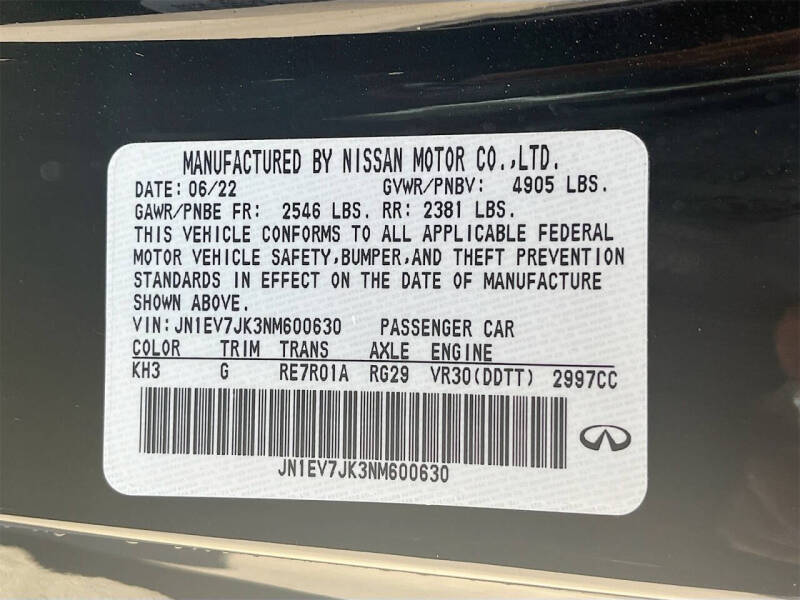 MANUFACTURED BY NISSAN MOTOR CO.,LTD.
DATE: 06/22 GVWR/PNBV: 4905 LBS.
GAWR/PNBE FR: 2546 LBS. RR: 2381 LBS.
THIS VEHICLE CONFORMS TO ALL APPLICABLE FEDERAL
MOTOR VEHICLE SAFETY,BUMPER,AND THEFT PREVENTION
STANDARDS IN EFFECT ON THE DATE OF MANUFACTURE
SHOWN ABOVE.
VIN:JN1EV7JK3NM600630 PASSENGER CAR
COLOR TRIM TRANS AXLE ENGINE
KH3 G RE7R01A RG29 VR30(DDTT) 2997CC
JN1EV7JK3NM600630